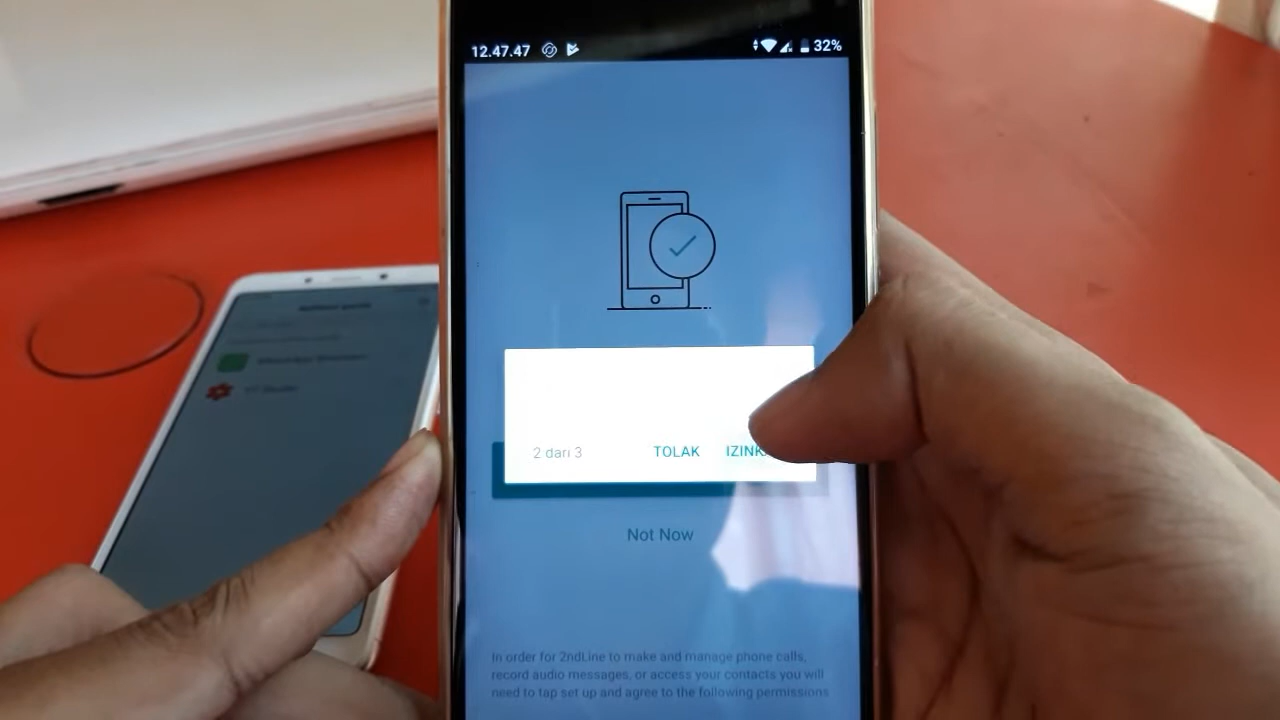 12.47.47
32%
2 dari 3
TOLAK
Not Now
In order for 2ndLine to make and manage phone calls,
record audio messages, or access your contacts you will
need to tap set up and agree to the following permissions